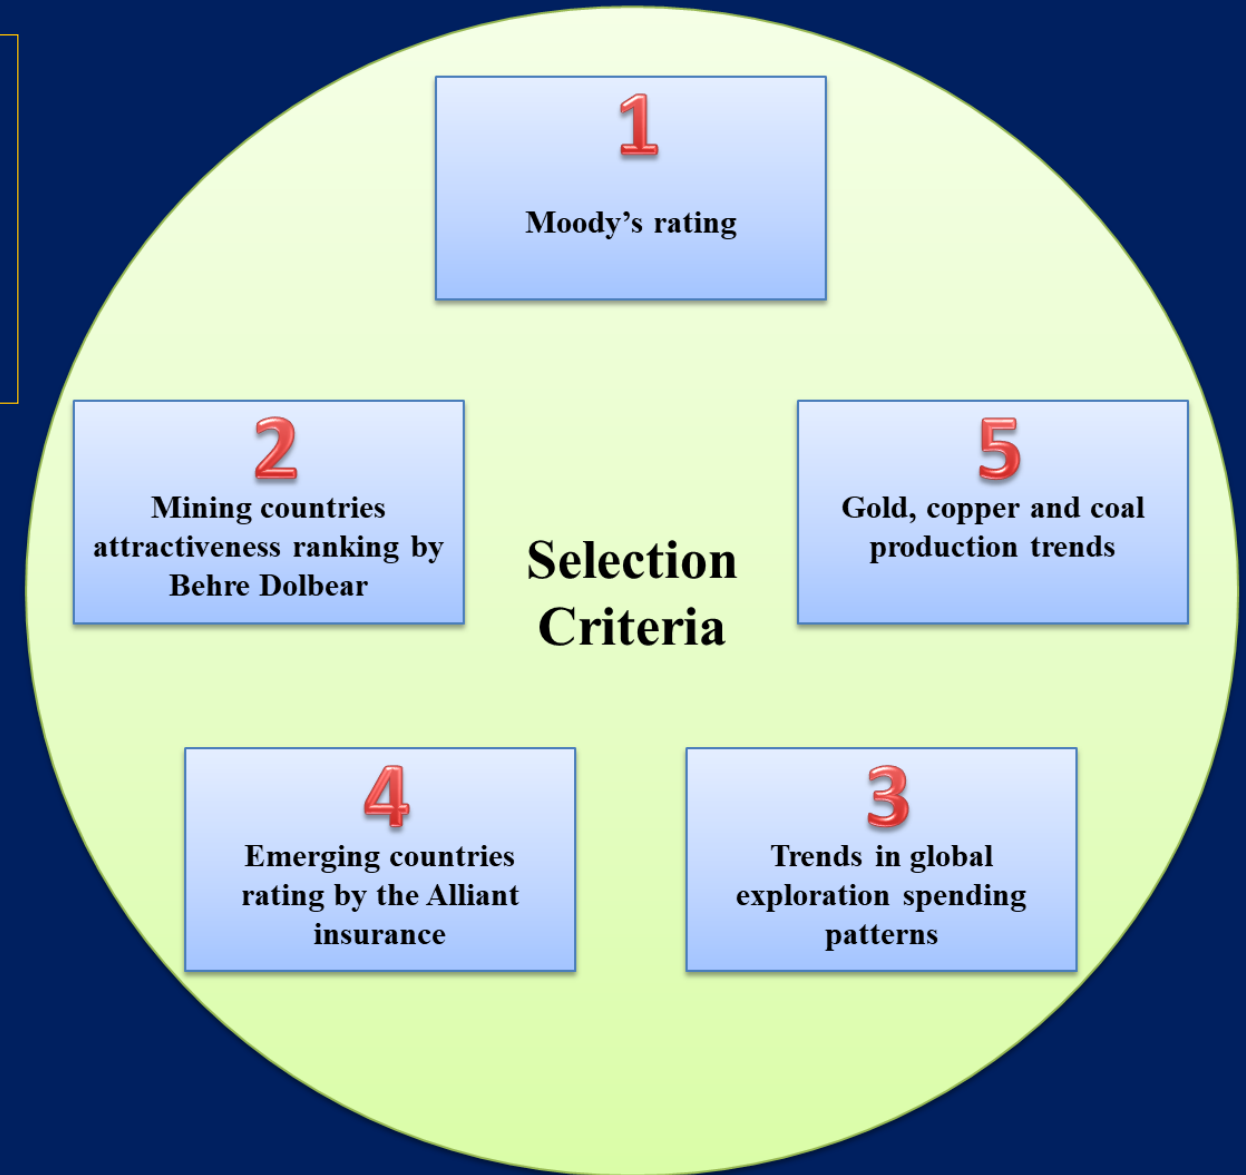 1
Moody’s rating
2
Mining countries
attractiveness ranking by
Behre Dolbear
5
Gold, copper and coal
production trends
Selection
Criteria
4
Emerging countries
rating by the Alliant
insurance
3
Trends in global
exploration spending
patterns